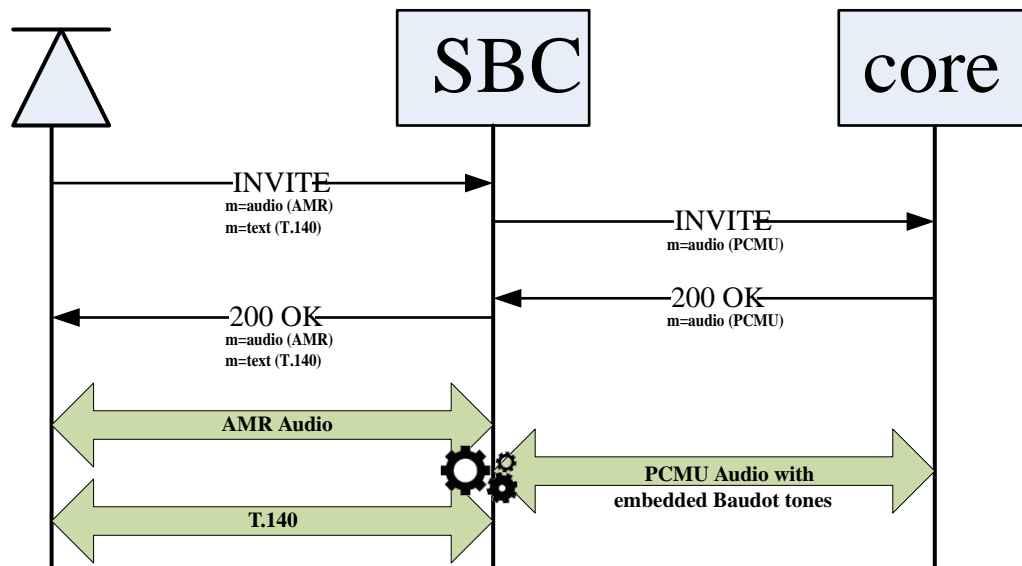 SBC
core
INVITE
m=audio (AMR)
m=text (T.140)
INVITE
m=audio (PCMU)
200 OK
m=audio (PCMU)
200 OK
m=audio (AMR)
m=text (T.140)
AMR Audio
PCMU Audio with
embedded Baudot tones
T.140